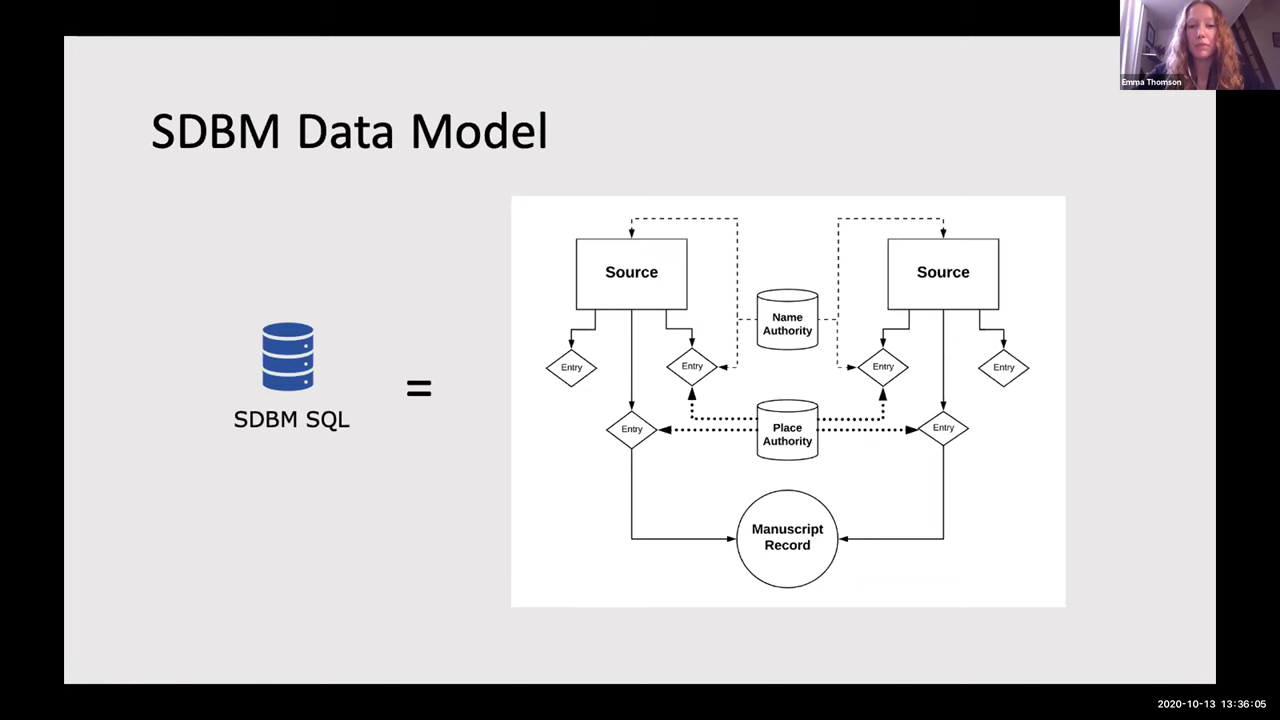 Emma Thomson
SDBM Data Model
Source
Source
Name
Authority
Entry
Entry
Entry
Entry
SDBM SQL
=
Entry
Place
Authority
Entry
Manuscript
Record
2020-10-13 13:36:05